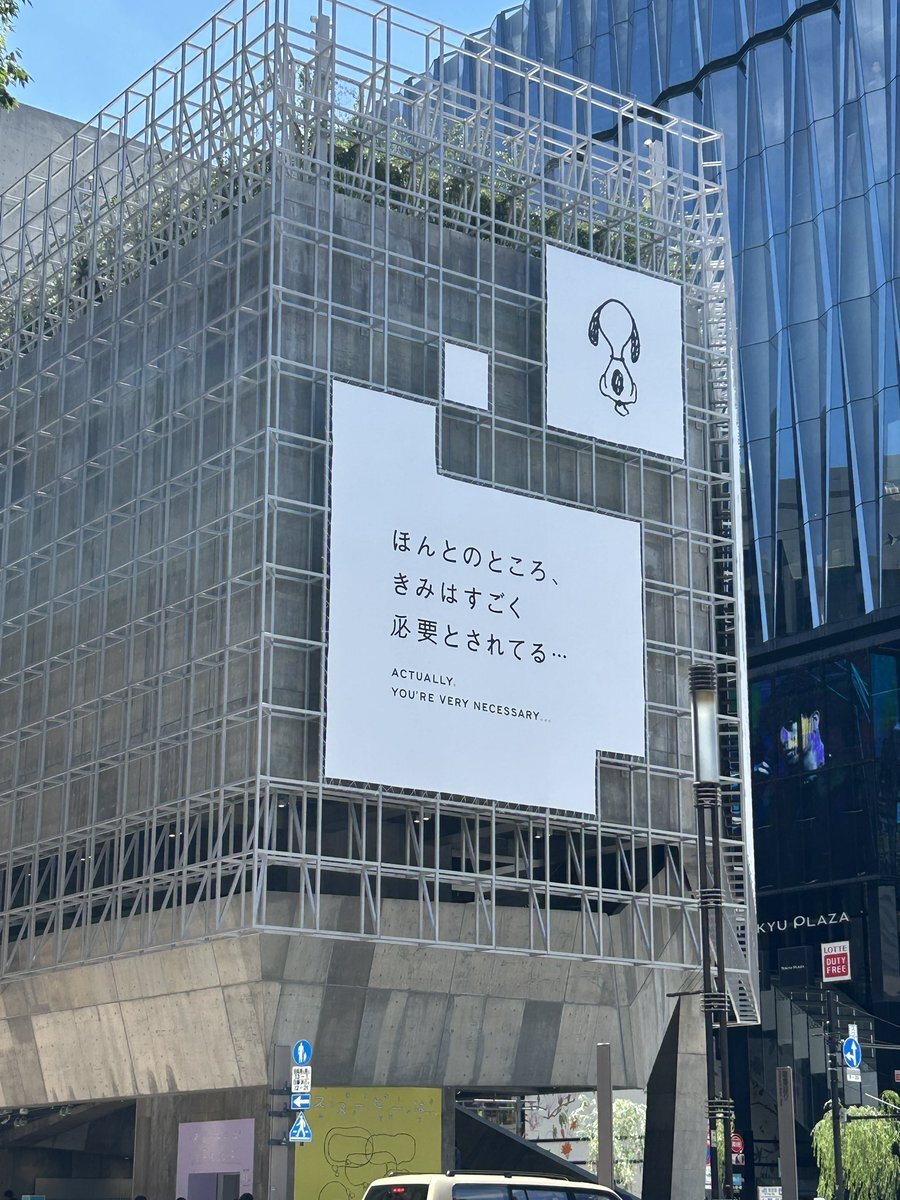 ほんとのところ、
きみはすごく
必要とされてる…
ACTUALLY.
YOU'RE VERY NECESSARY...
KYU PLAZA
LOTTE
DUTY
FREE